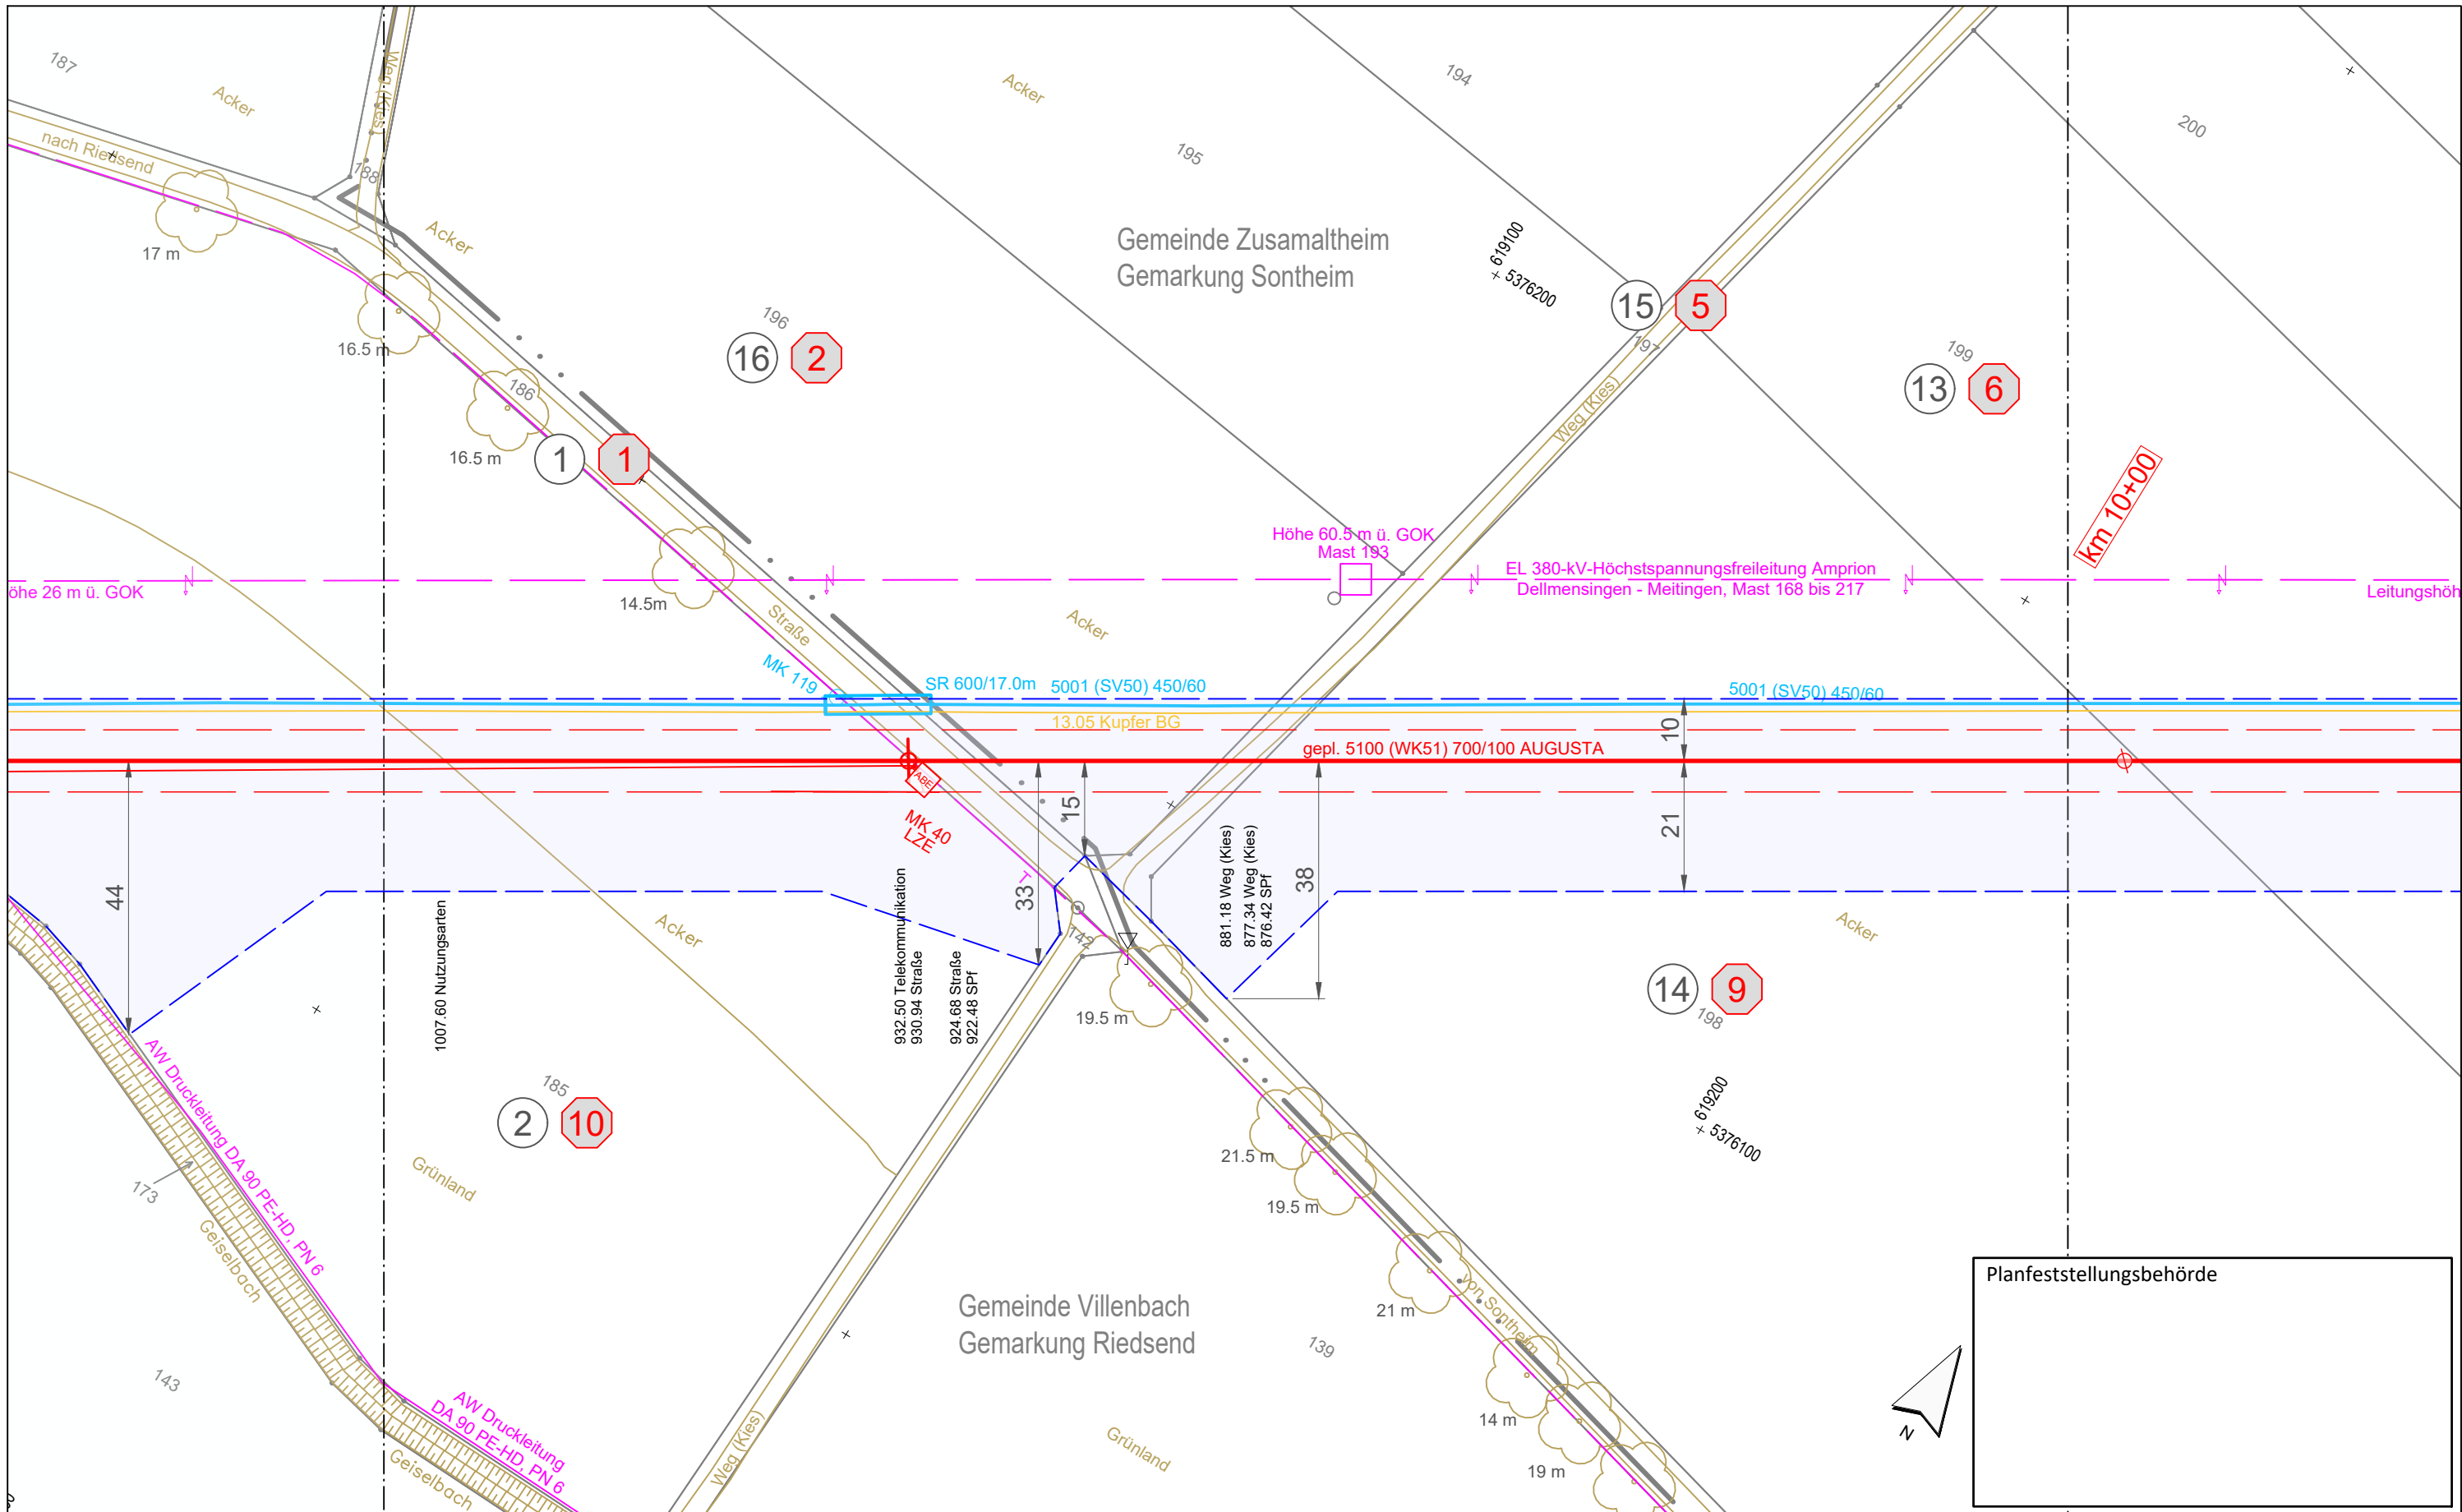 187
Acker
Weg (Kies)
nach Riedsend
188
17 m
Acker
16.5 m
186
16.5 m
Acker
195
194
200
Gemeinde Zusamaltheim
Gemarkung Sontheim
619100
5376200
196
16
2
15
5
197
Weg (Kies)
199
13
6
1
1
km 10+00
Höhe 60.5 m ü. GOK
Mast 193
EL 380-kV-Höchstspannungsfreileitung Amprion
Dellmensingen - Meitingen, Mast 168 bis 217
öhe 26 m ü. GOK
Leitungshöh
14.5m
Straße
Acker
MK 119
SR 600/17.0m
5001 (SV50) 450/60
5001 (SV50) 450/60
13.05 Kupfer BG
10
gepl. 5100 (WK51) 700/100 AUGUSTA
ABE
MK 40
LZE
15
21
44
33
38
T
881.18 Weg (Kies)
877.34 Weg (Kies)
876.42 SPf
932.50 Telekommunikation
930.94 Straße
924.68 Straße
922.48 SPf
1007.60 Nutzungsarten
Acker
142
Acker
19.5 m
14
9
198
619200
5376100
AW Druckleitung DA 90 PE-HD, PN 6
185
2
10
173
Grünland
Geiselbach
21.5 m
19.5 m
21 m
von Sontheim
Gemeinde Villenbach
Gemarkung Riedsend
139
143
14 m
19 m
AW Druckleitung
DA 90 PE-HD, PN 6
Geiselbach
Weg (Kies)
Grünland
N
Planfeststellungsbehörde